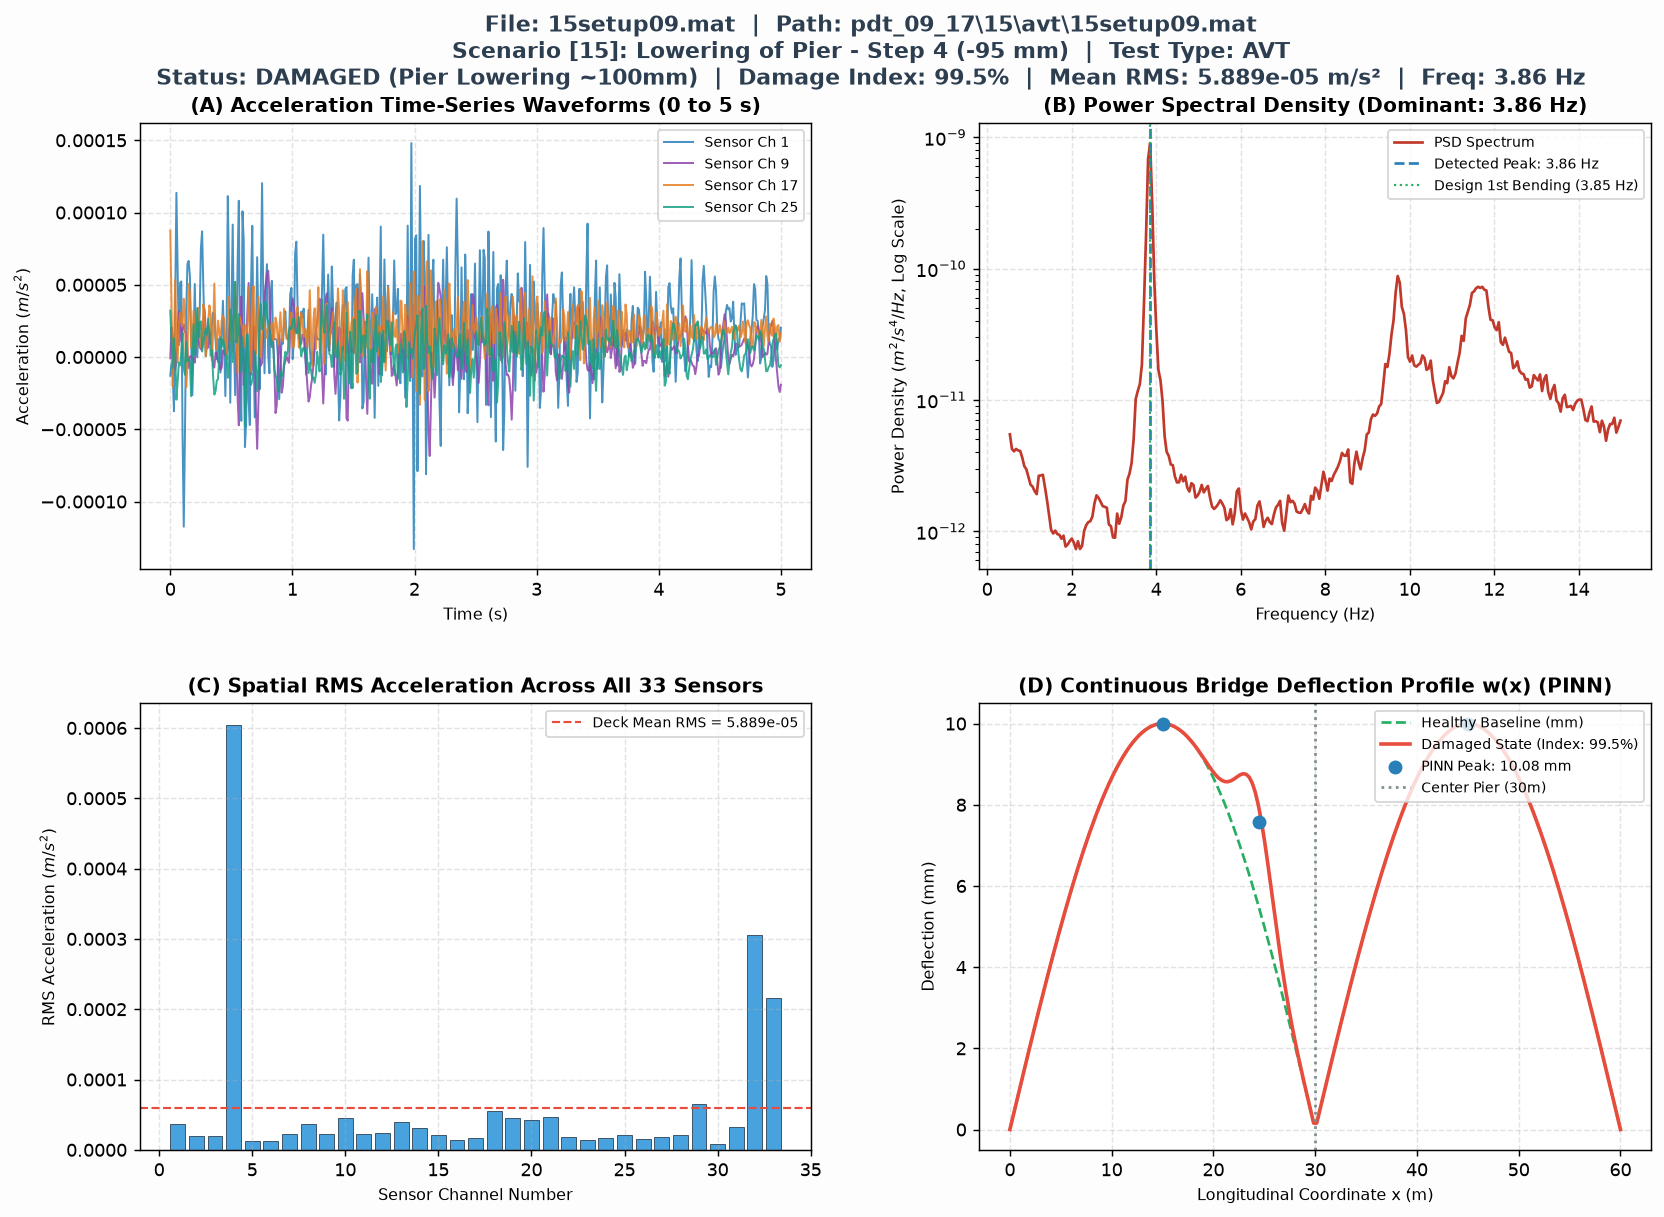 File: 15setup09.mat | Path: pdt_09_17\15\avt\15setup09.mat
Scenario [15]: Lowering of Pier - Step 4 (-95 mm) | Test Type: AVT
Status: DAMAGED (Pier Lowering ~100mm) | Damage Index: 99.5% | Mean RMS: 5.889e-05 m/s² | Freq: 3.86 Hz
(A) Acceleration Time-Series Waveforms (0 to 5 s)
Acceleration (m/s²)
0.00015
0.00010
0.00005
0.00000
−0.00005
−0.00010
Sensor Ch 1
Sensor Ch 9
Sensor Ch 17
Sensor Ch 25
0 1 2 3 4 5
Time (s)
(B) Power Spectral Density (Dominant: 3.86 Hz)
Power Density (m²/s⁴/Hz, Log Scale)
10⁻⁹
10⁻¹⁰
10⁻¹¹
10⁻¹²
PSD Spectrum
Detected Peak: 3.86 Hz
Design 1st Bending (3.85 Hz)
0 2 4 6 8 10 12 14
Frequency (Hz)
(C) Spatial RMS Acceleration Across All 33 Sensors
RMS Acceleration (m/s²)
0.0006
0.0005
0.0004
0.0003
0.0002
0.0001
0.0000
Deck Mean RMS = 5.889e-05
0 5 10 15 20 25 30 35
Sensor Channel Number
(D) Continuous Bridge Deflection Profile w(x) (PINN)
Deflection (mm)
10
8
6
4
2
0
Healthy Baseline (mm)
Damaged State (Index: 99.5%)
PINN Peak: 10.08 mm
Center Pier (30m)
0 10 20 30 40 50 60
Longitudinal Coordinate x (m)